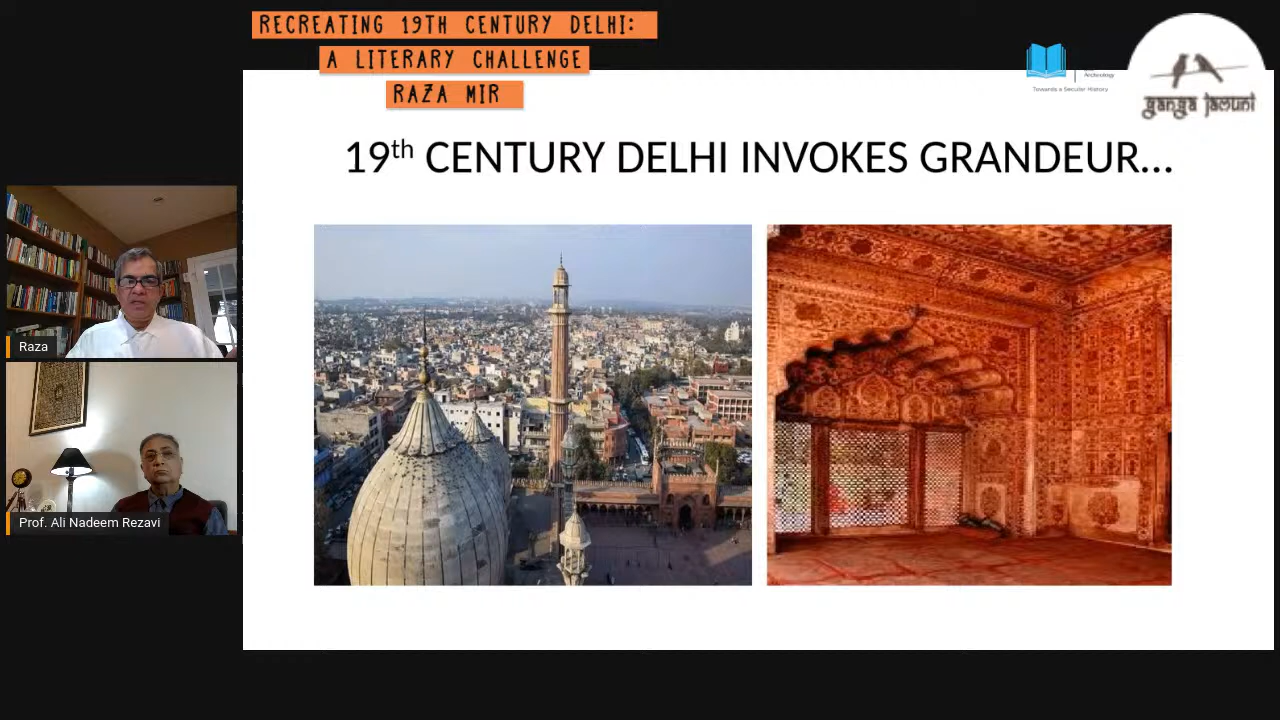 RECREATING 19TH CENTURY DELHI:
A LITERARY CHALLENGE
RAZA MIR
Archeology
Towards a Secular History
ganga jamuni
19th CENTURY DELHI INVOKES GRANDEUR...
Raza
Prof. Ali Nadeem Rezavi